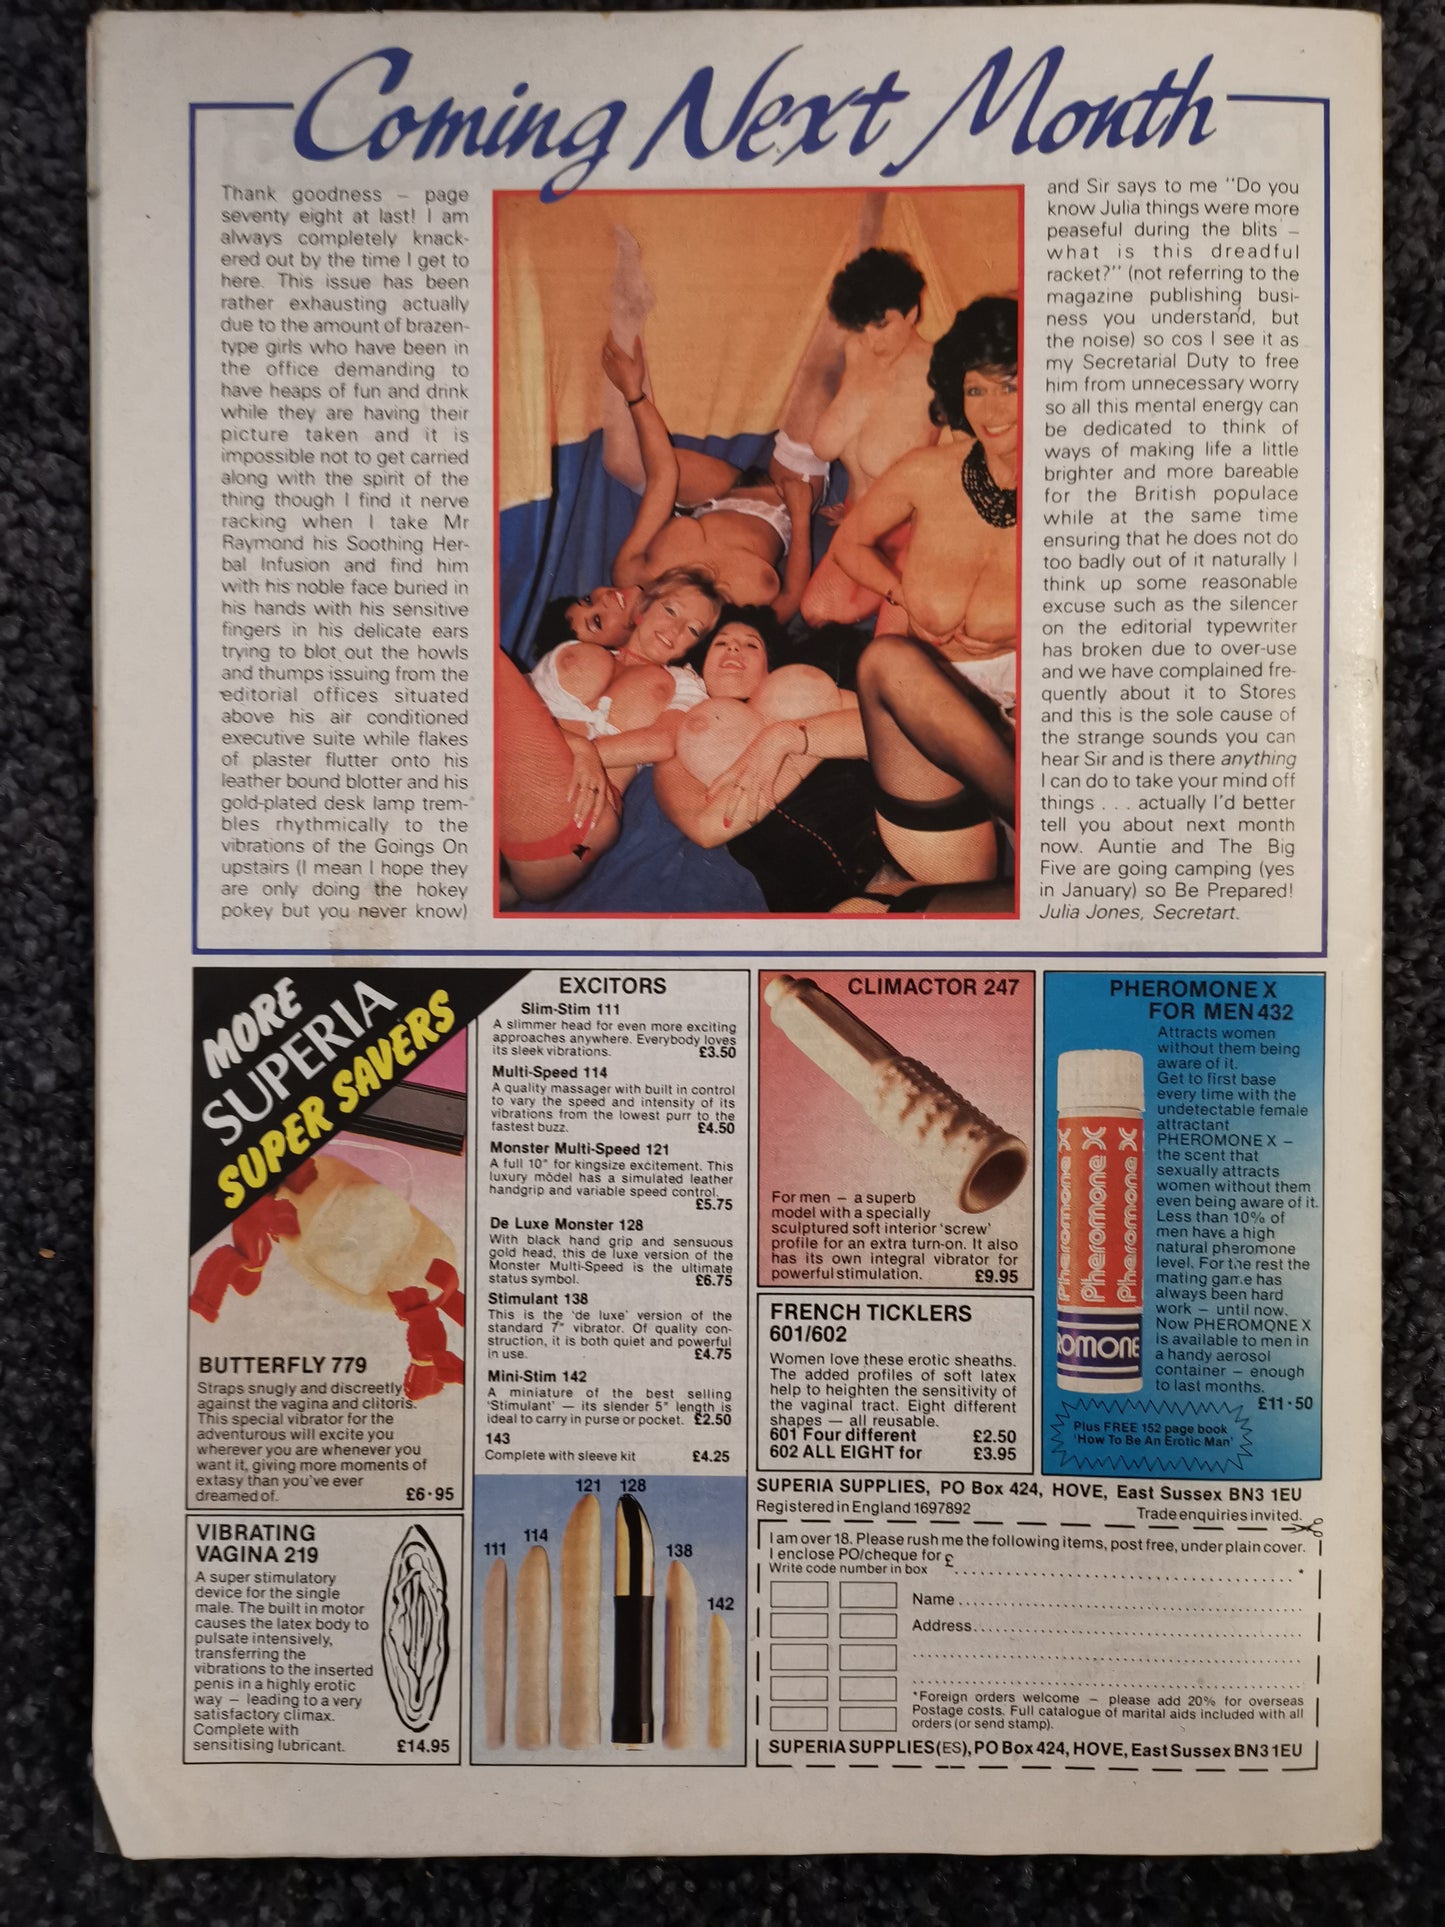 Coming Next Month
Thank goodness – page
seventy eight at last! I am
always completely knack-
ered out by the time I get to
here. This issue has been
rather exhausting actually
due to the amount of brazen-
type girls who have been in
the office demanding to
have heaps of fun and drink
while they are having their
picture taken and it is
impossible not to get carried
along with the spirit of the
thing though I find it nerve
racking when I take Mr
Raymond his Soothing Her-
bal Infusion and find him
with his noble face buried in
his hands with his sensitive
fingers in his delicate ears
trying to blot out the howls
and thumps issuing from the
editorial offices situated
above his air conditioned
executive suite while flakes
of plaster flutter onto his
leather bound blotter and his
gold-plated desk lamp trem-
bles rhythmically to the
vibrations of the Goings On
upstairs (I mean I hope they
are only doing the hokey
pokey but you never know)
and Sir says to me "Do you
know Julia things were more
peaseful during the blits –
what is this dreadful
racket?" (not referring to the
magazine publishing busi-
ness you understand, but
the noise) so cos I see it as
my Secretarial Duty to free
him from unnecessary worry
so all this mental energy can
be dedicated to think of
ways of making life a little
brighter and more bareable
for the British populace
while at the same time
ensuring that he does not do
too badly out of it naturally I
think up some reasonable
excuse such as the silencer
on the editorial typewriter
has broken due to over-use
and we have complained fre-
quently about it to Stores
and this is the sole cause of
the strange sounds you can
hear Sir and is there anything
I can do to take your mind off
things . . . actually I'd better
tell you about next month
now. Auntie and The Big
Five are going camping (yes
in January) so Be Prepared!
Julia Jones, Secretart.
MORE
SUPERIA
SUPER SAVERS
BUTTERFLY 779
Straps snugly and discreetly
against the vagina and clitoris.
This special vibrator for the
adventurous will excite you
wherever you are whenever you
want it, giving more moments of
extasy than you've ever
dreamed of. £6·95
VIBRATING
VAGINA 219
A super stimulatory
device for the single
male. The built in motor
causes the latex body to
pulsate intensively,
transferring the
vibrations to the inserted
penis in a highly erotic
way – leading to a very
satisfactory climax.
Complete with
sensitising lubricant. £14.95
EXCITORS
Slim-Stim 111
A slimmer head for even more exciting
approaches anywhere. Everybody loves
its sleek vibrations. £3.50
Multi-Speed 114
A quality massager with built in control
to vary the speed and intensity of its
vibrations from the lowest purr to the
fastest buzz. £4.50
Monster Multi-Speed 121
A full 10" for kingsize excitement. This
luxury model has a simulated leather
handgrip and variable speed control.
£5.75
De Luxe Monster 128
With black hand grip and sensuous
gold head, this de luxe version of the
Monster Multi-Speed is the ultimate
status symbol. £6.75
Stimulant 138
This is the 'de luxe' version of the
standard 7" vibrator. Of quality con-
struction, it is both quiet and powerful
in use. £4.75
Mini-Stim 142
A miniature of the best selling
'Stimulant' — its slender 5" length is
ideal to carry in purse or pocket. £2.50
143
Complete with sleeve kit £4.25
111
114
121
128
138
142
CLIMACTOR 247
For men – a superb
model with a specially
sculptured soft interior 'screw'
profile for an extra turn-on. It also
has its own integral vibrator for
powerful stimulation. £9.95
FRENCH TICKLERS
601/602
Women love these erotic sheaths.
The added profiles of soft latex
help to heighten the sensitivity of
the vaginal tract. Eight different
shapes — all reusable.
601 Four different £2.50
602 ALL EIGHT for £3.95
PHEROMONE X
FOR MEN 432
Attracts women
without them being
aware of it.
Get to first base
every time with the
undetectable female
attractant
PHEROMONE X –
the scent that
sexually attracts
women without them
even being aware of it.
Less than 10% of
men have a high
natural pheromone
level. For the rest the
mating game has
always been hard
work – until now.
Now PHEROMONE X
is available to men in
a handy aerosol
container – enough
to last months.
£11·50
Pheromone X
Pheromone X
Pheromone X
romone
Plus FREE 152 page book
'How To Be An Erotic Man'
SUPERIA SUPPLIES, PO Box 424, HOVE, East Sussex BN3 1EU
Registered in England 1697892 Trade enquiries invited.
I am over 18. Please rush me the following items, post free, under plain cover.
I enclose PO/cheque for £ *
Write code number in box
Name
Address
*Foreign orders welcome – please add 20% for overseas
Postage costs. Full catalogue of marital aids included with all
orders (or send stamp).
SUPERIA SUPPLIES(ES), PO Box 424, HOVE, East Sussex BN3 1EU